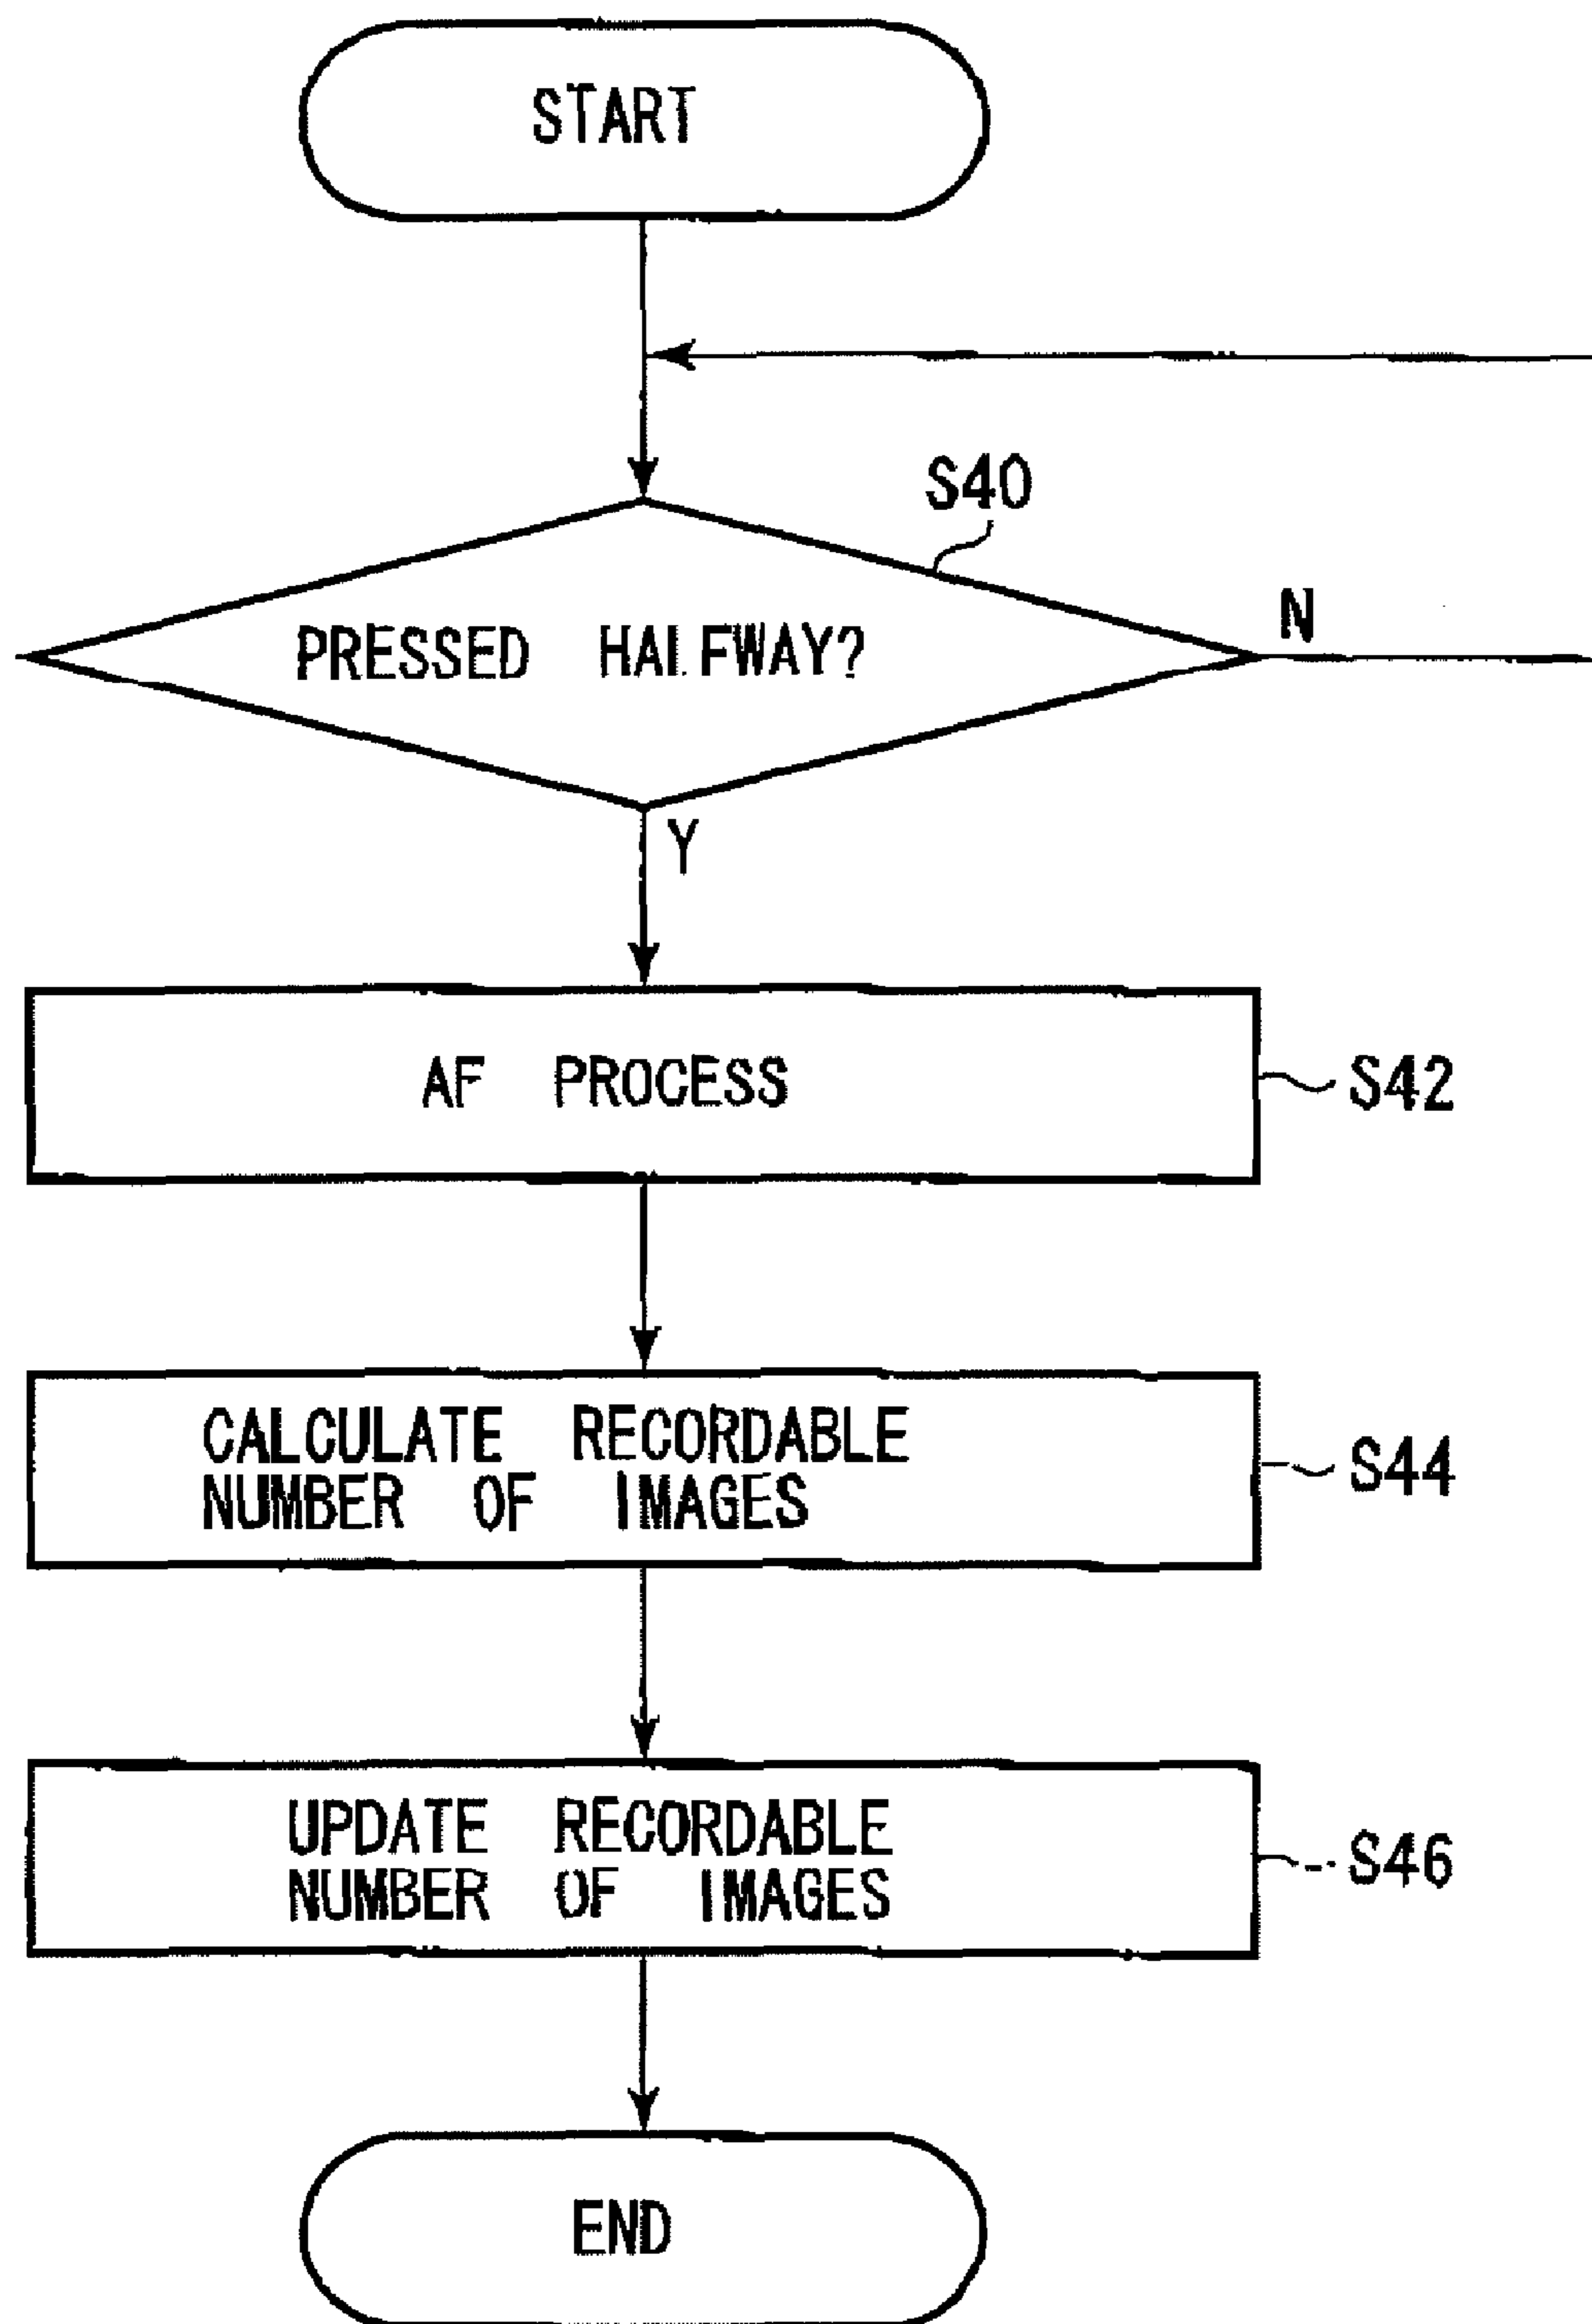 START
S40
PRESSED HALFWAY?
N
Y
AF PROCESS
S42
CALCULATE RECORDABLE
NUMBER OF IMAGES
S44
UPDATE RECORDABLE
NUMBER OF IMAGES
S46
END